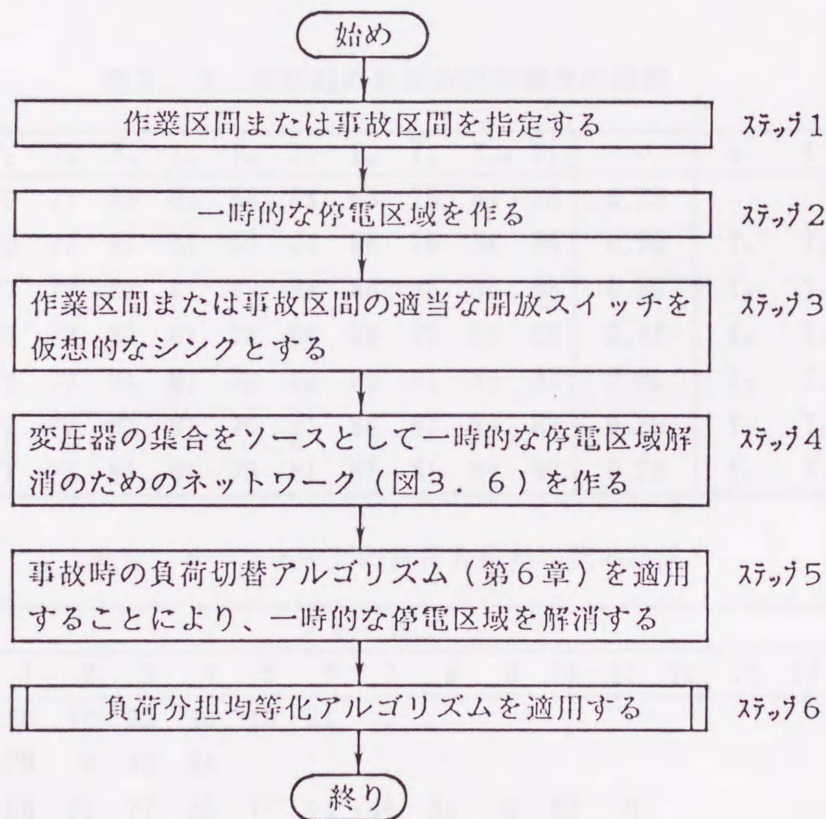 始め
作業区間または事故区間を指定する ステップ1
一時的な停電区域を作る ステップ2
作業区間または事故区間の適当な開放スイッチを ステップ3
仮想的なシンクとする
変圧器の集合をソースとして一時的な停電区域解 ステップ4
消のためのネットワーク(図3.6)を作る
事故時の負荷切替アルゴリズム(第6章)を適用 ステップ5
することにより、一時的な停電区域を解消する
負荷分担均等化アルゴリズムを適用する ステップ6
終り